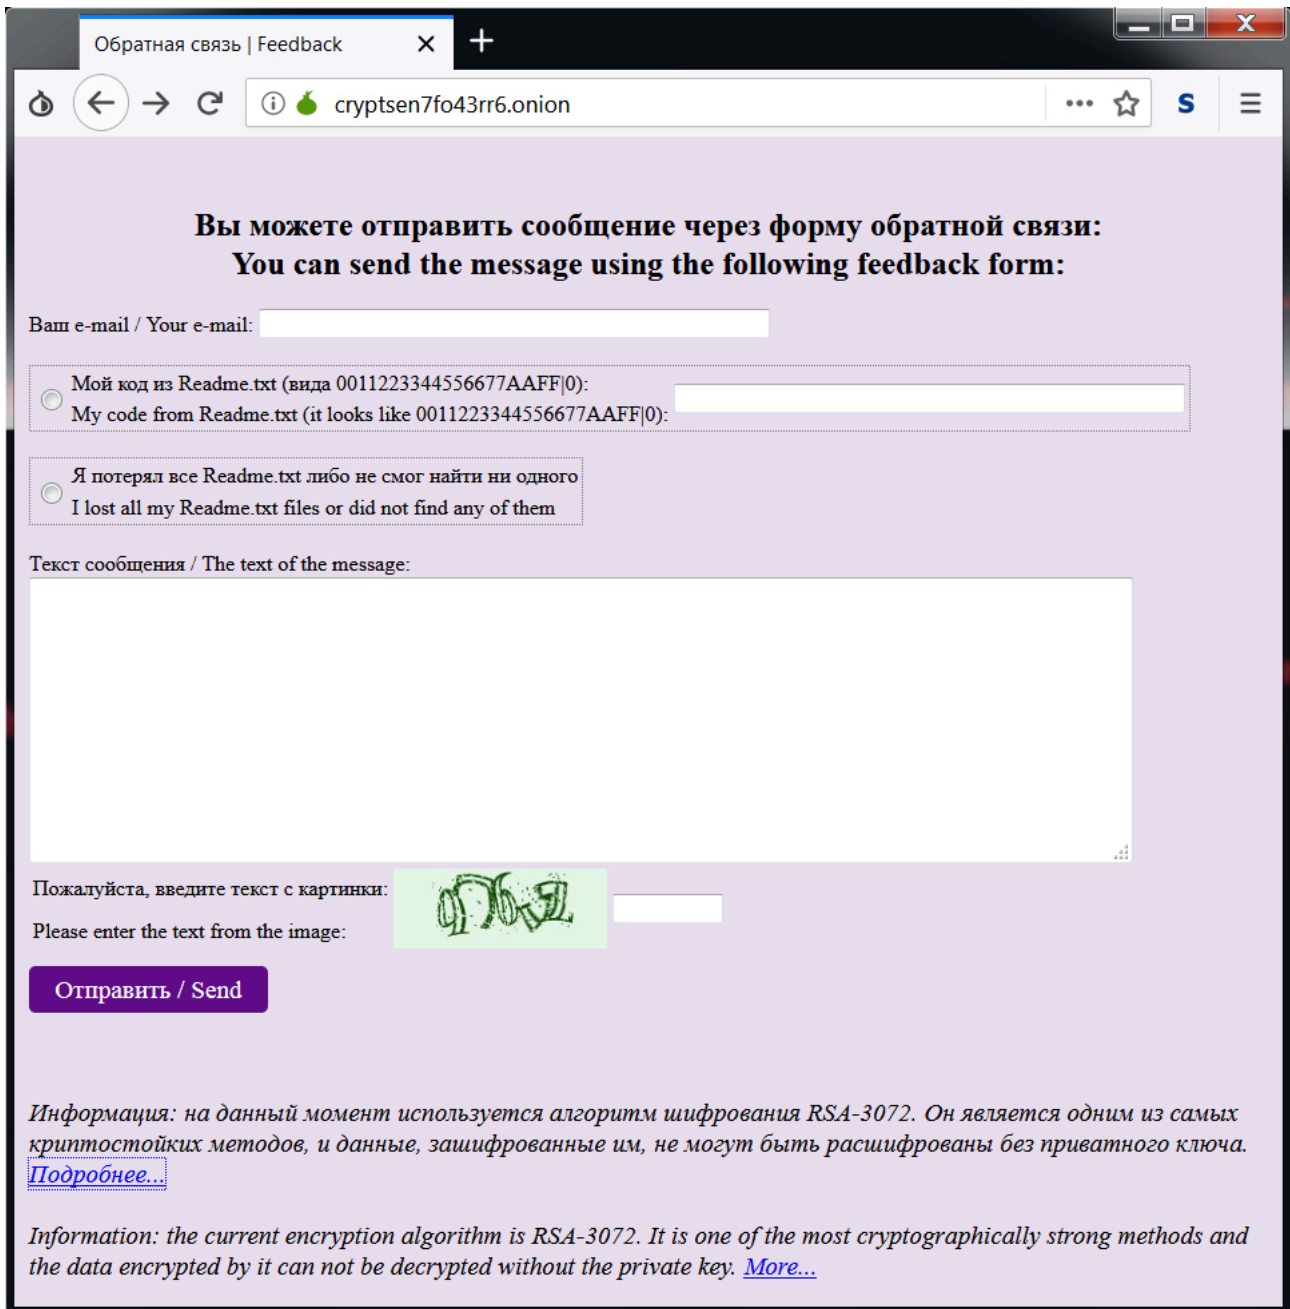 Обратная связь | Feedback
cryptsen7fo43rr6.onion
S
Вы можете отправить сообщение через форму обратной связи:
You can send the message using the following feedback form:
Ваш e-mail / Your e-mail:
Мой код из Readme.txt (вида 0011223344556677AAFF|0):
My code from Readme.txt (it looks like 0011223344556677AAFF|0):
Я потерял все Readme.txt либо не смог найти ни одного
I lost all my Readme.txt files or did not find any of them
Текст сообщения / The text of the message:
Пожалуйста, введите текст с картинки:
Please enter the text from the image:
Отправить / Send
Информация: на данный момент используется алгоритм шифрования RSA-3072. Он является одним из самых
криптостойких методов, и данные, зашифрованные им, не могут быть расшифрованы без приватного ключа.
Подробнее...
Information: the current encryption algorithm is RSA-3072. It is one of the most cryptographically strong methods and
the data encrypted by it can not be decrypted without the private key. More...